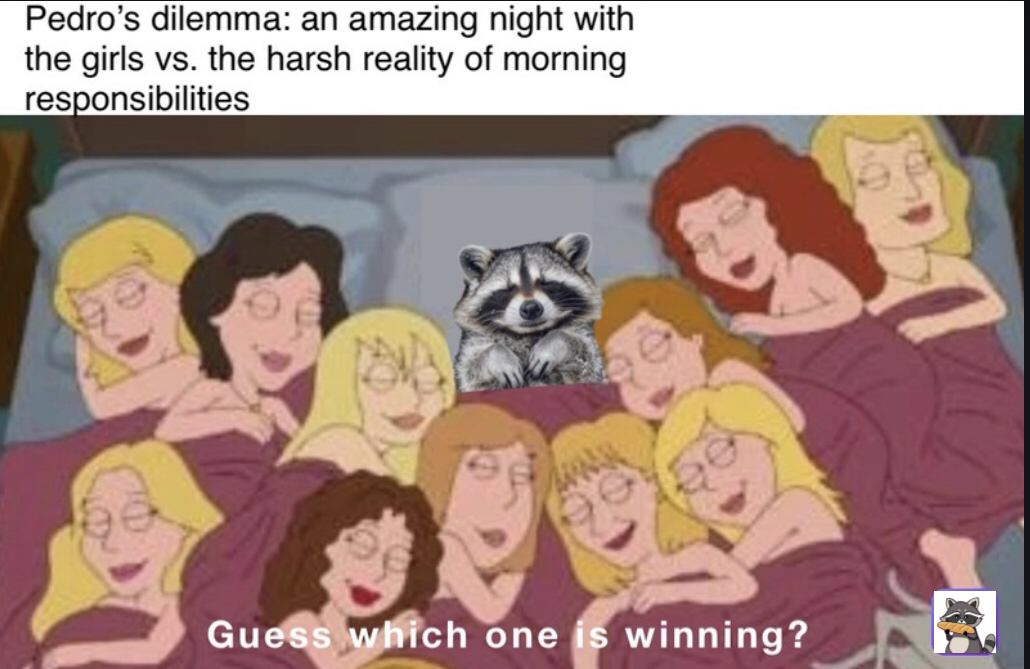 Pedro’s dilemma: an amazing night with
the girls vs. the harsh reality of morning
responsibilities
Guess which one is winning?